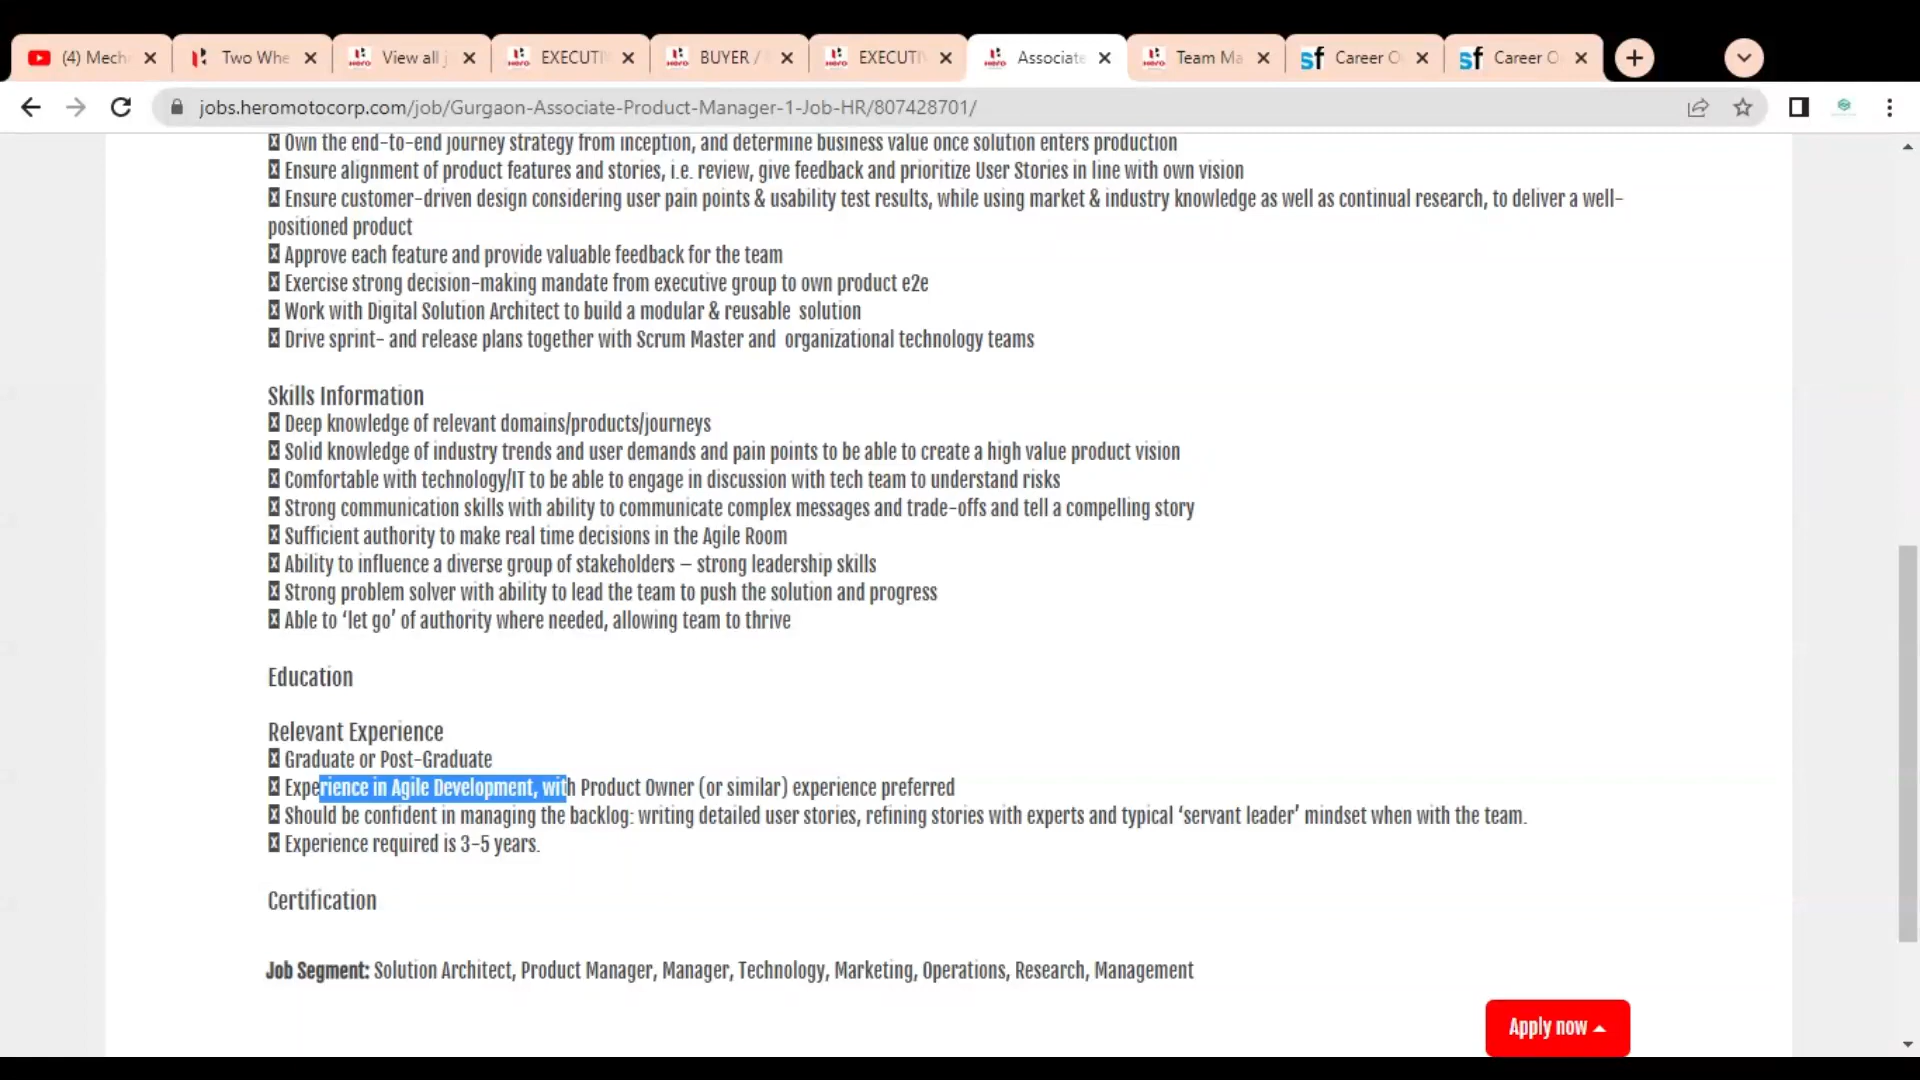 (4) Mech
Two Whe
View all j
EXECUTI
BUYER /
EXECUTI
Associate
Team Ma
Career O
Career O
jobs.heromotocorp.com/job/Gurgaon-Associate-Product-Manager-1-Job-HR/807428701/
Own the end-to-end journey strategy from inception, and determine business value once solution enters production
Ensure alignment of product features and stories, i.e. review, give feedback and prioritize User Stories in line with own vision
Ensure customer-driven design considering user pain points & usability test results, while using market & industry knowledge as well as continual research, to deliver a well-
positioned product
Approve each feature and provide valuable feedback for the team
Exercise strong decision-making mandate from executive group to own product e2e
Work with Digital Solution Architect to build a modular & reusable solution
Drive sprint- and release plans together with Scrum Master and organizational technology teams
Skills Information
Deep knowledge of relevant domains/products/journeys
Solid knowledge of industry trends and user demands and pain points to be able to create a high value product vision
Comfortable with technology/IT to be able to engage in discussion with tech team to understand risks
Strong communication skills with ability to communicate complex messages and trade-offs and tell a compelling story
Sufficient authority to make real time decisions in the Agile Room
Ability to influence a diverse group of stakeholders – strong leadership skills
Strong problem solver with ability to lead the team to push the solution and progress
Able to ‘let go’ of authority where needed, allowing team to thrive
Education
Relevant Experience
Graduate or Post-Graduate
Experience in Agile Development, with Product Owner (or similar) experience preferred
Should be confident in managing the backlog: writing detailed user stories, refining stories with experts and typical ‘servant leader’ mindset when with the team.
Experience required is 3-5 years.
Certification
Job Segment: Solution Architect, Product Manager, Manager, Technology, Marketing, Operations, Research, Management
Apply now